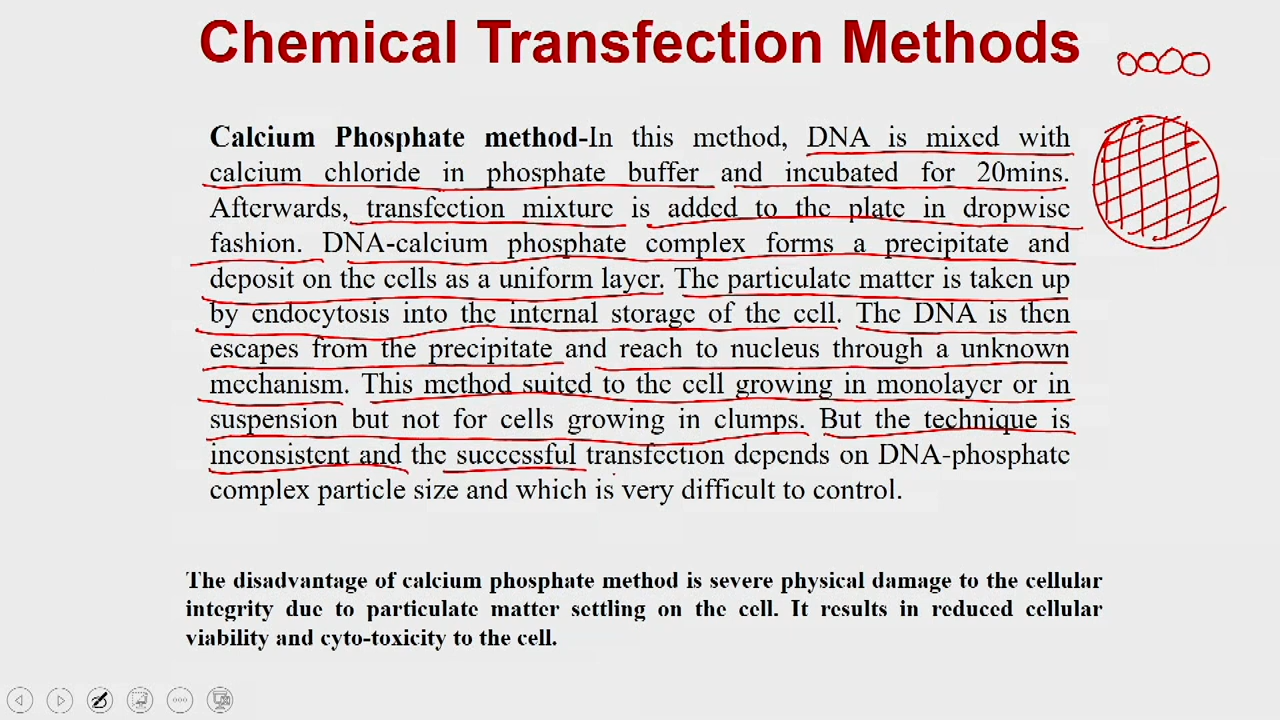 Chemical Transfection Methods
Calcium Phosphate method-In this method, DNA is mixed with
calcium chloride in phosphate buffer and incubated for 20mins.
Afterwards, transfection mixture is added to the plate in dropwise
fashion. DNA-calcium phosphate complex forms a precipitate and
deposit on the cells as a uniform layer. The particulate matter is taken up
by endocytosis into the internal storage of the cell. The DNA is then
escapes from the precipitate and reach to nucleus through a unknown
mechanism. This method suited to the cell growing in monolayer or in
suspension but not for cells growing in clumps. But the technique is
inconsistent and the successful transfection depends on DNA-phosphate
complex particle size and which is very difficult to control.
The disadvantage of calcium phosphate method is severe physical damage to the cellular
integrity due to particulate matter settling on the cell. It results in reduced cellular
viability and cyto-toxicity to the cell.